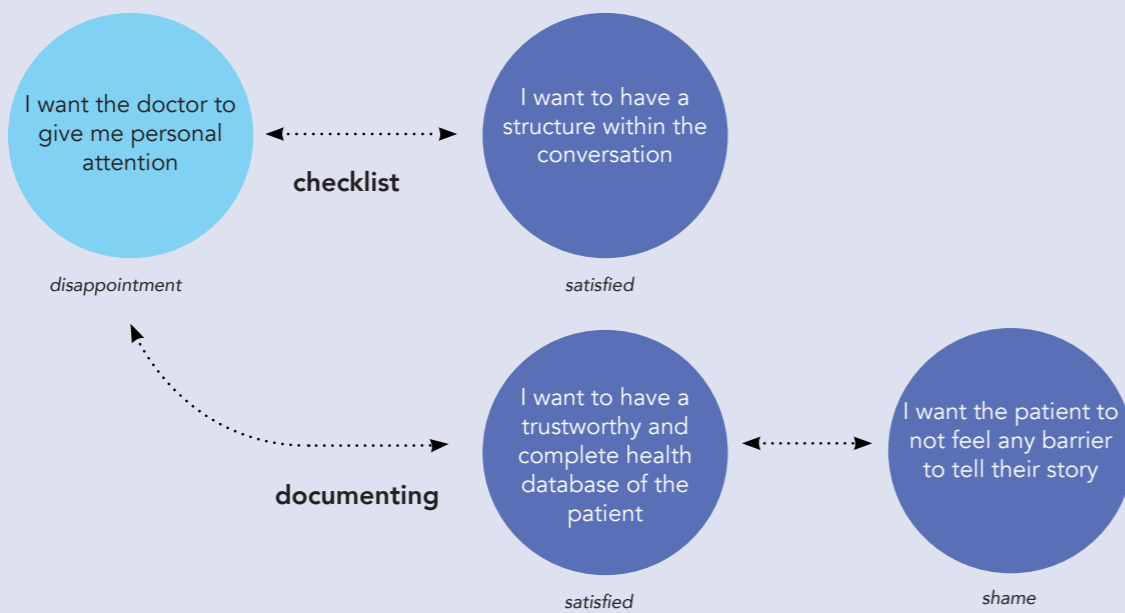 I want the doctor to
give me personal
attention
I want to have a
structure within the
conversation
checklist
disappointment
satisfied
I want to have a
trustworthy and
complete health
database of the
patient
I want the patient to
not feel any barrier
to tell their story
documenting
satisfied
shame